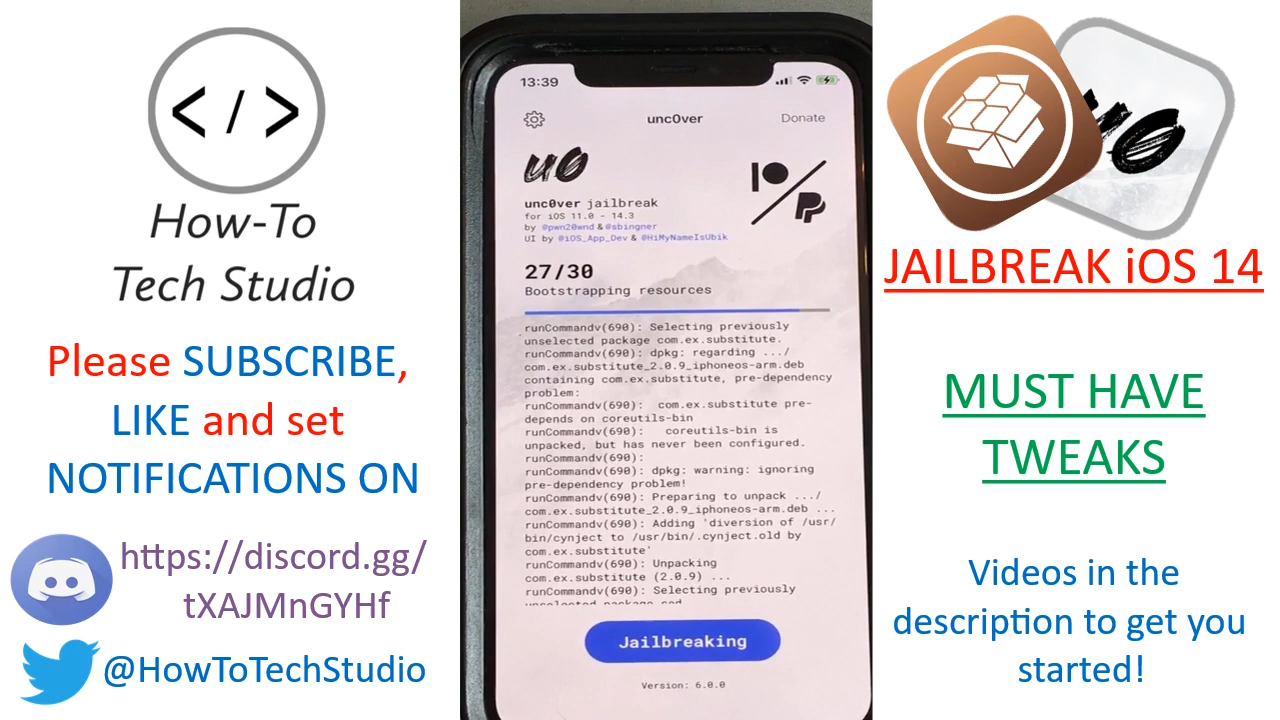 < / >
How-To
Tech Studio
Please SUBSCRIBE,
LIKE and set
NOTIFICATIONS ON
https://discord.gg/
tXAJMnGYHf
@HowToTechStudio
13:39
unc0ver
Donate
u0
unc0ver jailbreak
for iOS 11.0 - 14.3
by @pwn20wnd & @sbingner
UI by @iOS_App_Dev & @HiMyNameIsUbik
27/30
Bootstrapping resources
runCommandv(690): Selecting previously
unselected package com.ex.substitute.
runCommandv(690): dpkg: regarding .../
com.ex.substitute_2.0.9_iphoneos-arm.deb
containing com.ex.substitute, pre-dependency
problem:
runCommandv(690):  com.ex.substitute pre-
depends on coreutils-bin
runCommandv(690):   coreutils-bin is
unpacked, but has never been configured.
runCommandv(690):
runCommandv(690): dpkg: warning: ignoring
pre-dependency problem!
runCommandv(690): Preparing to unpack .../
com.ex.substitute_2.0.9_iphoneos-arm.deb ...
runCommandv(690): Adding 'diversion of /usr/
bin/cynject to /usr/bin/.cynject.old by
com.ex.substitute'
runCommandv(690): Unpacking
com.ex.substitute (2.0.9) ...
runCommandv(690): Selecting previously
unselected package sed.
Jailbreaking
Version: 6.0.0
u0
JAILBREAK iOS 14
MUST HAVE
TWEAKS
Videos in the
description to get you
started!